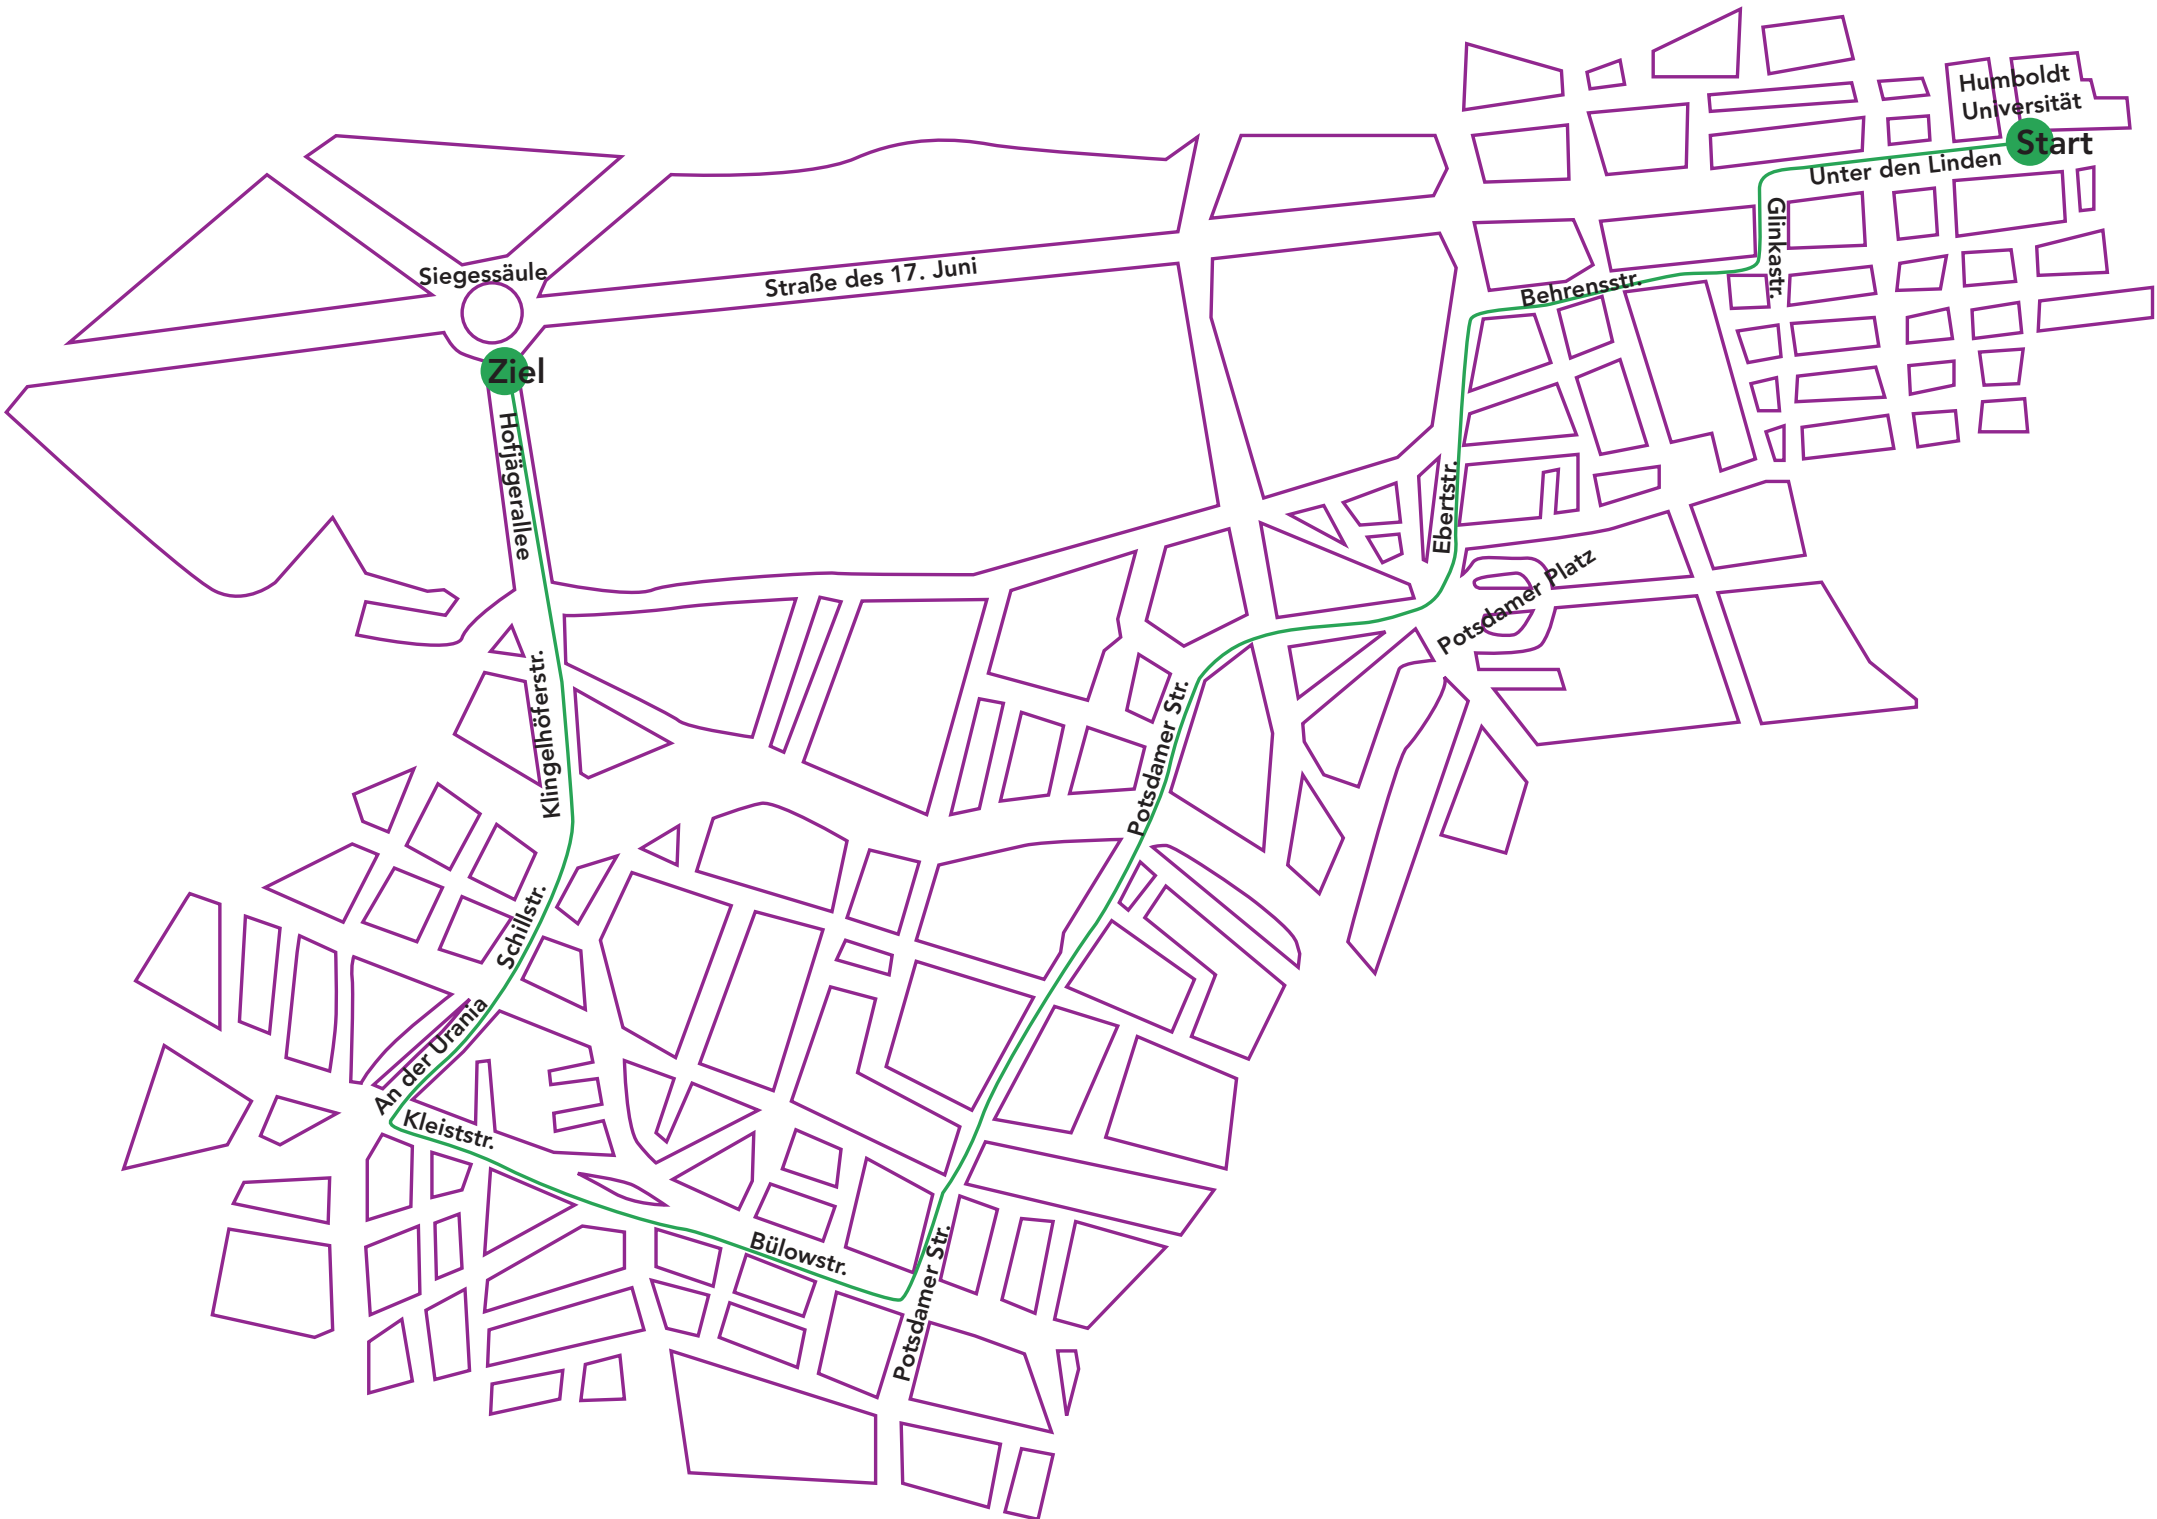 Humboldt
Universität
Start
Unter den Linden
Glinkastr.
Behrensstr.
Siegessäule
Straße des 17. Juni
Ziel
Hofjägerallee
Ebertstr.
Potsdamer Platz
Klingelhöferstr.
Potsdamer Str.
Schillstr.
An der Urania
Kleiststr.
Bülowstr.
Potsdamer Str.